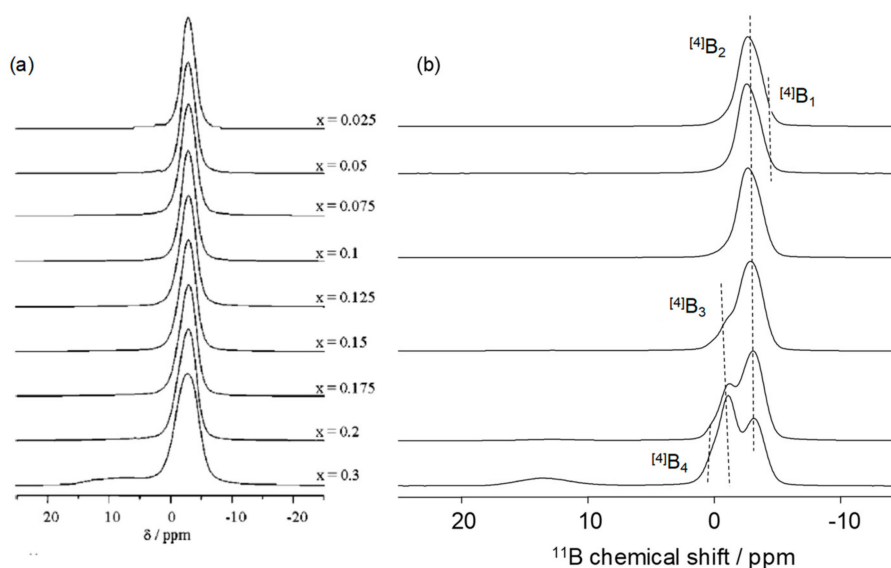 (a)
x = 0.025
x = 0.05
x = 0.075
x = 0.1
x = 0.125
x = 0.15
x = 0.175
x = 0.2
x = 0.3
20 10 0 -10 -20
δ / ppm
(b)
[4]B2
[4]B1
[4]B3
[4]B4
20 10 0 -10
11B chemical shift / ppm